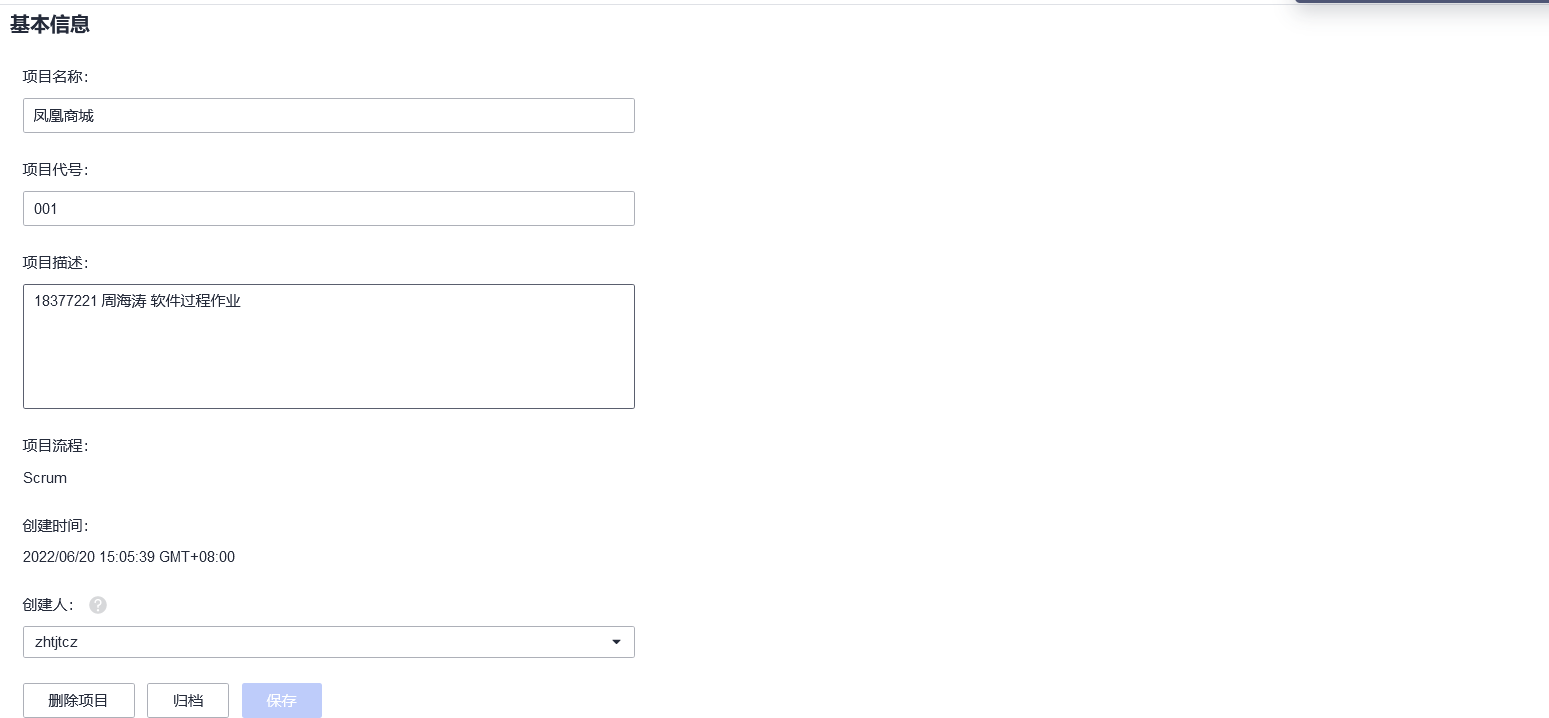 基本信息
项目名称：
凤凰商城
项目代号：
001
项目描述：
18377221 周海涛 软件过程作业
项目流程：
Scrum
创建时间：
2022/06/20 15:05:39 GMT+08:00
创建人： ?
zhtjtcz
删除项目 归档 保存